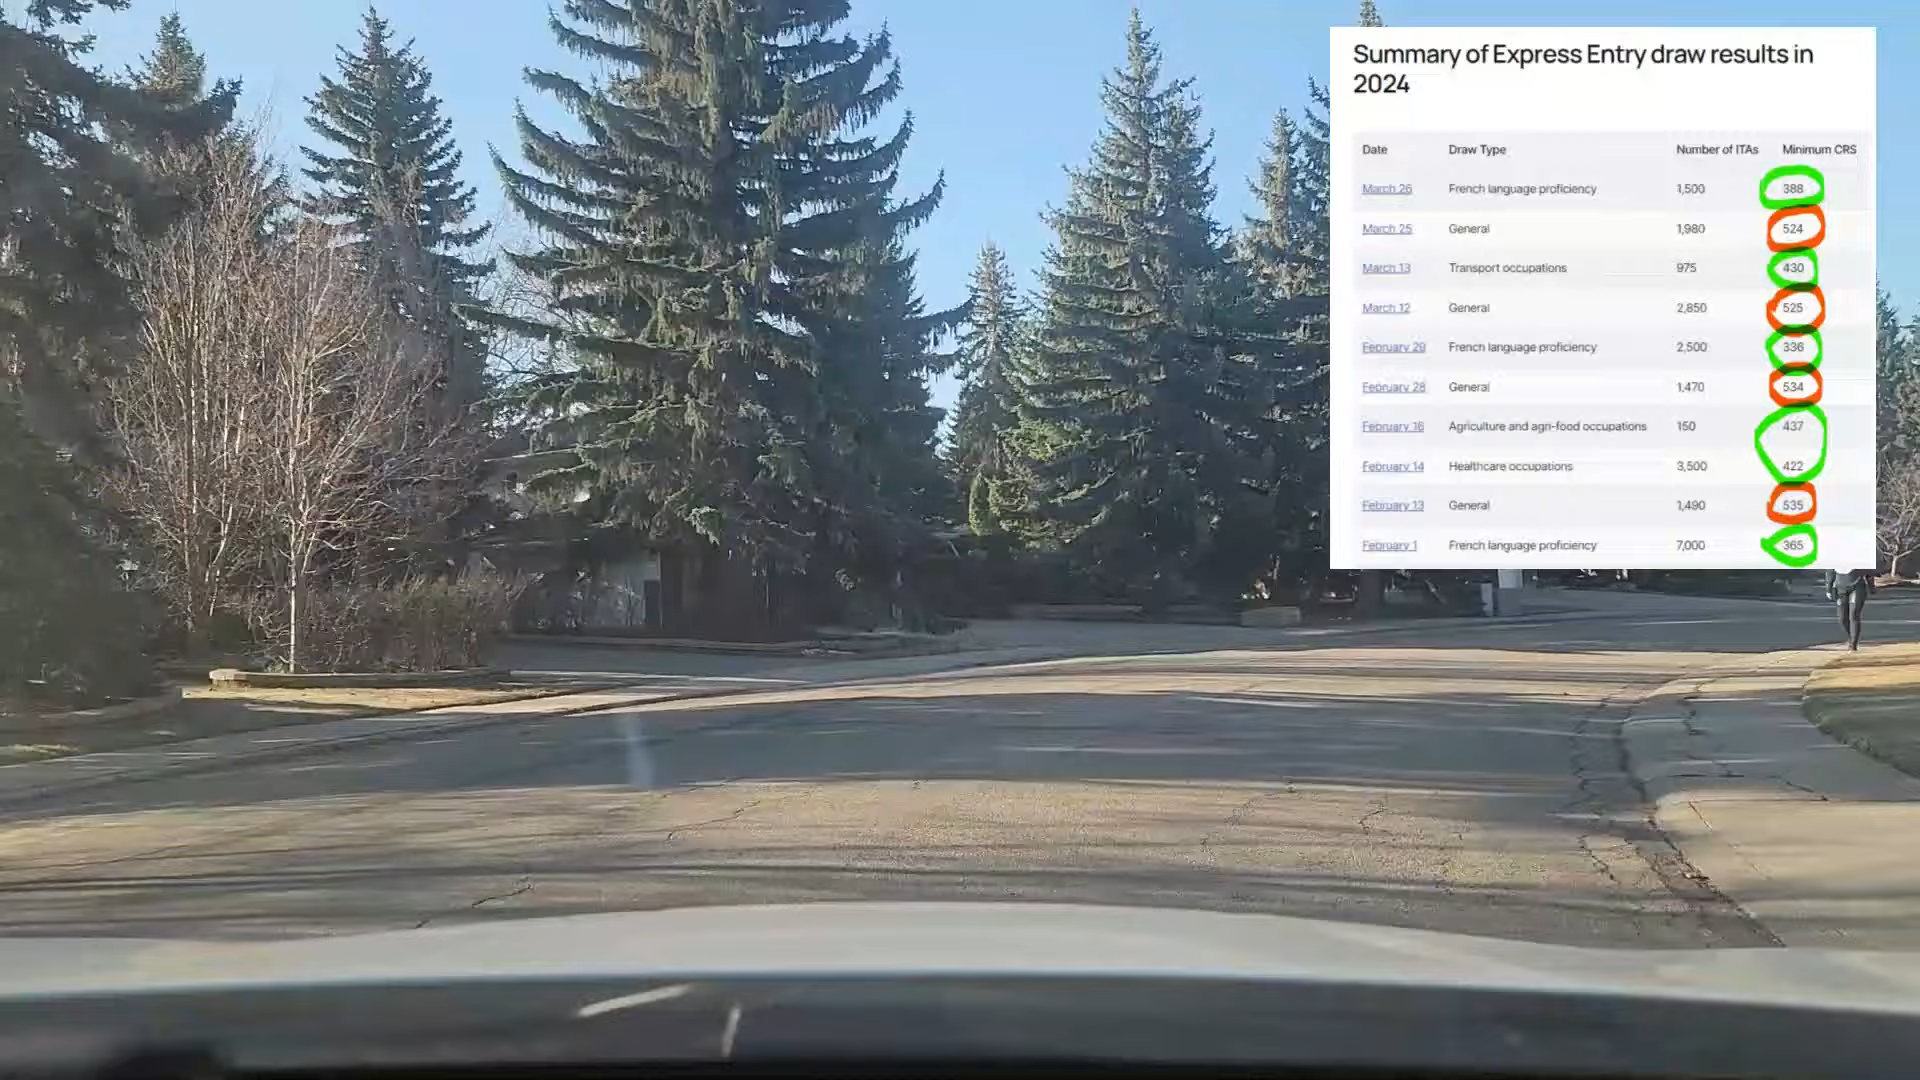 Summary of Express Entry draw results in
2024
Date Draw Type Number of ITAs Minimum CRS
March 26 French language proficiency 1,500 388
March 25 General 1,980 524
March 13 Transport occupations 975 430
March 12 General 2,850 525
February 29 French language proficiency 2,500 336
February 28 General 1,470 534
February 16 Agriculture and agri-food occupations 150 437
February 14 Healthcare occupations 3,500 422
February 13 General 1,490 535
February 1 French language proficiency 7,000 365